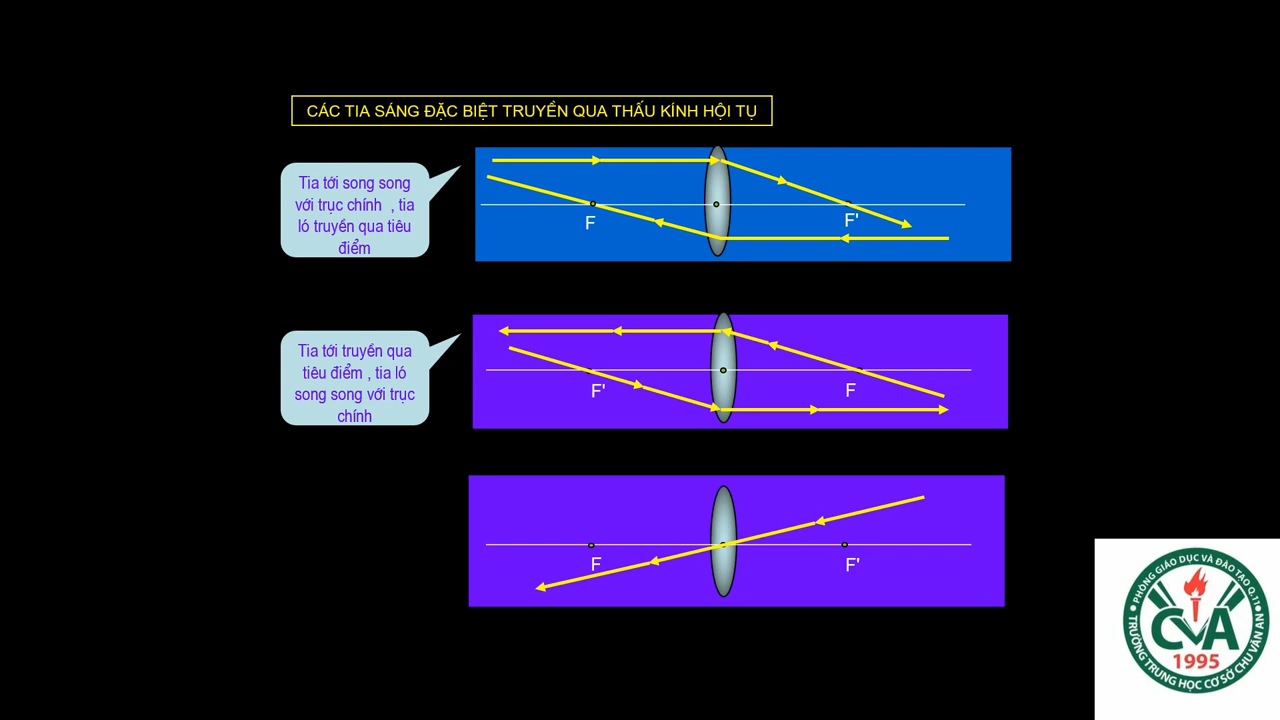 CÁC TIA SÁNG ĐẶC BIỆT TRUYỀN QUA THẤU KÍNH HỘI TỤ
Tia tới song song
với trục chính , tia
ló truyền qua tiêu
điểm
F
F'
Tia tới truyền qua
tiêu điểm , tia ló
song song với trục
chính
F'
F
F
F'
PHÒNG GIÁO DỤC VÀ ĐÀO TẠO Q.11
CVA
1995
TRƯỜNG TRUNG HỌC CƠ SỞ CHU VĂN AN